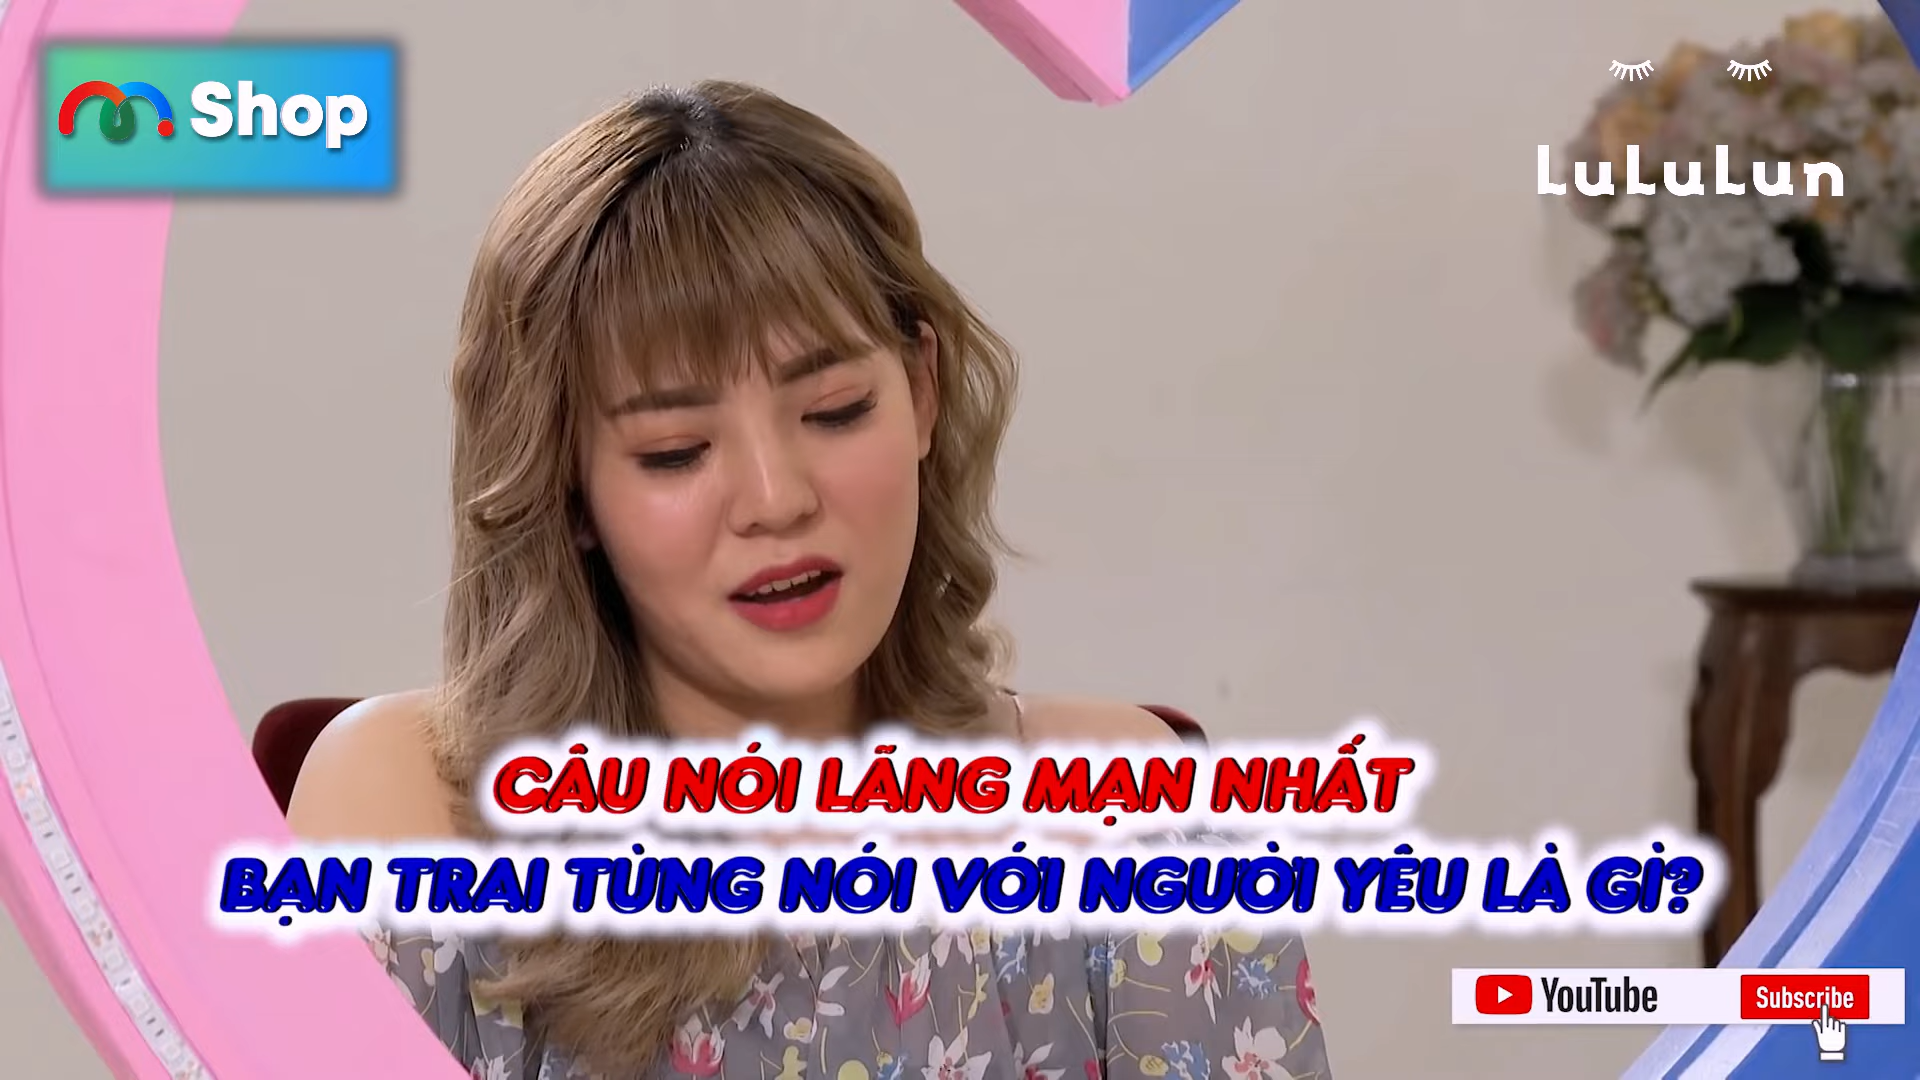 Shop
LuLuLun
CÂU NÓI LÃNG MẠN NHẤT
BẠN TRAI TỪNG NÓI VỚI NGƯỜI YÊU LÀ GÌ?
YouTube
Subscribe